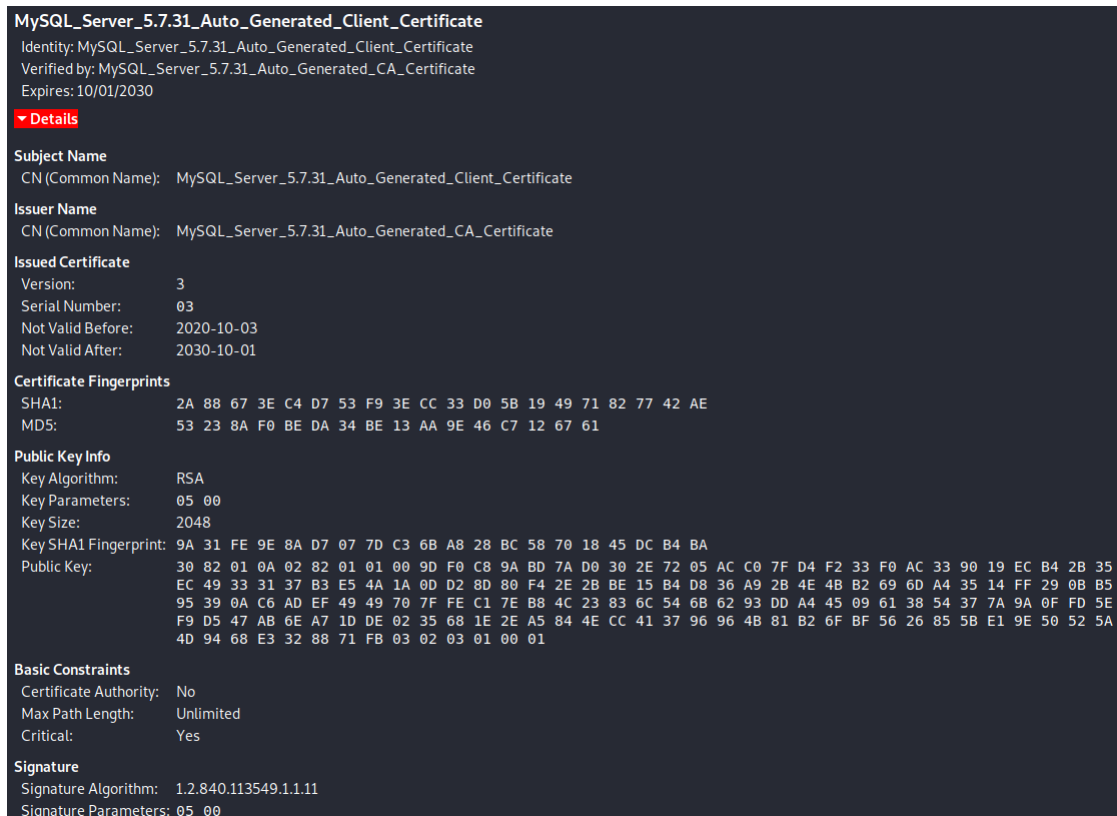 MySQL_Server_5.7.31_Auto_Generated_Client_Certificate
Identity: MySQL_Server_5.7.31_Auto_Generated_Client_Certificate
Verified by: MySQL_Server_5.7.31_Auto_Generated_CA_Certificate
Expires: 10/01/2030
▾ Details
Subject Name
CN (Common Name): MySQL_Server_5.7.31_Auto_Generated_Client_Certificate
Issuer Name
CN (Common Name): MySQL_Server_5.7.31_Auto_Generated_CA_Certificate
Issued Certificate
Version: 3
Serial Number: 03
Not Valid Before: 2020-10-03
Not Valid After: 2030-10-01
Certificate Fingerprints
SHA1: 2A 88 67 3E C4 D7 53 F9 3E CC 33 D0 5B 19 49 71 82 77 42 AE
MD5: 53 23 8A F0 BE DA 34 BE 13 AA 9E 46 C7 12 67 61
Public Key Info
Key Algorithm: RSA
Key Parameters: 05 00
Key Size: 2048
Key SHA1 Fingerprint: 9A 31 FE 9E 8A D7 07 7D C3 6B A8 28 BC 58 70 18 45 DC B4 BA
Public Key: 30 82 01 0A 02 82 01 01 00 9D F0 C8 9A BD 7A D0 30 2E 72 05 AC C0 7F D4 F2 33 F0 AC 33 90 19 EC B4 2B 35
EC 49 33 31 37 B3 E5 4A 1A 0D D2 8D 80 F4 2E 2B BE 15 B4 D8 36 A9 2B 4E 4B B2 69 6D A4 35 14 FF 29 0B B5
95 39 0A C6 AD EF 49 49 70 7F FE C1 7E B8 4C 23 83 6C 54 6B 62 93 DD A4 45 09 61 38 54 37 7A 9A 0F FD 5E
F9 D5 47 AB 6E A7 1D DE 02 35 68 1E 2E A5 84 4E CC 41 37 96 96 4B 81 B2 6F BF 56 26 85 5B E1 9E 50 52 5A
4D 94 68 E3 32 88 71 FB 03 02 03 01 00 01
Basic Constraints
Certificate Authority: No
Max Path Length: Unlimited
Critical: Yes
Signature
Signature Algorithm: 1.2.840.113549.1.1.11
Signature Parameters: 05 00